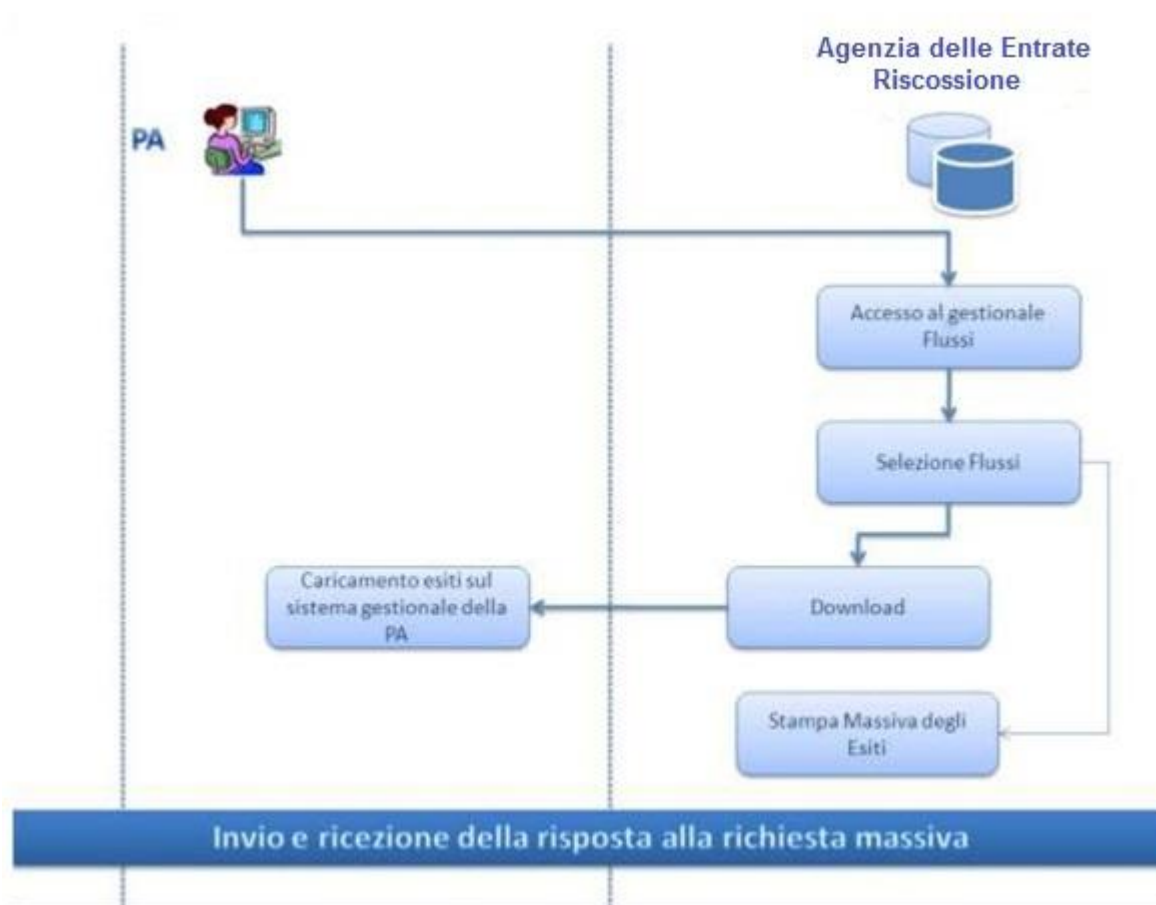 Agenzia delle Entrate
Riscossione
PA
Accesso al gestionale
Flussi
Selezione Flussi
Caricamento esiti sul
sistema gestionale della
PA
Download
Stampa Massiva degli
Esiti
Invio e ricezione della risposta alla richiesta massiva